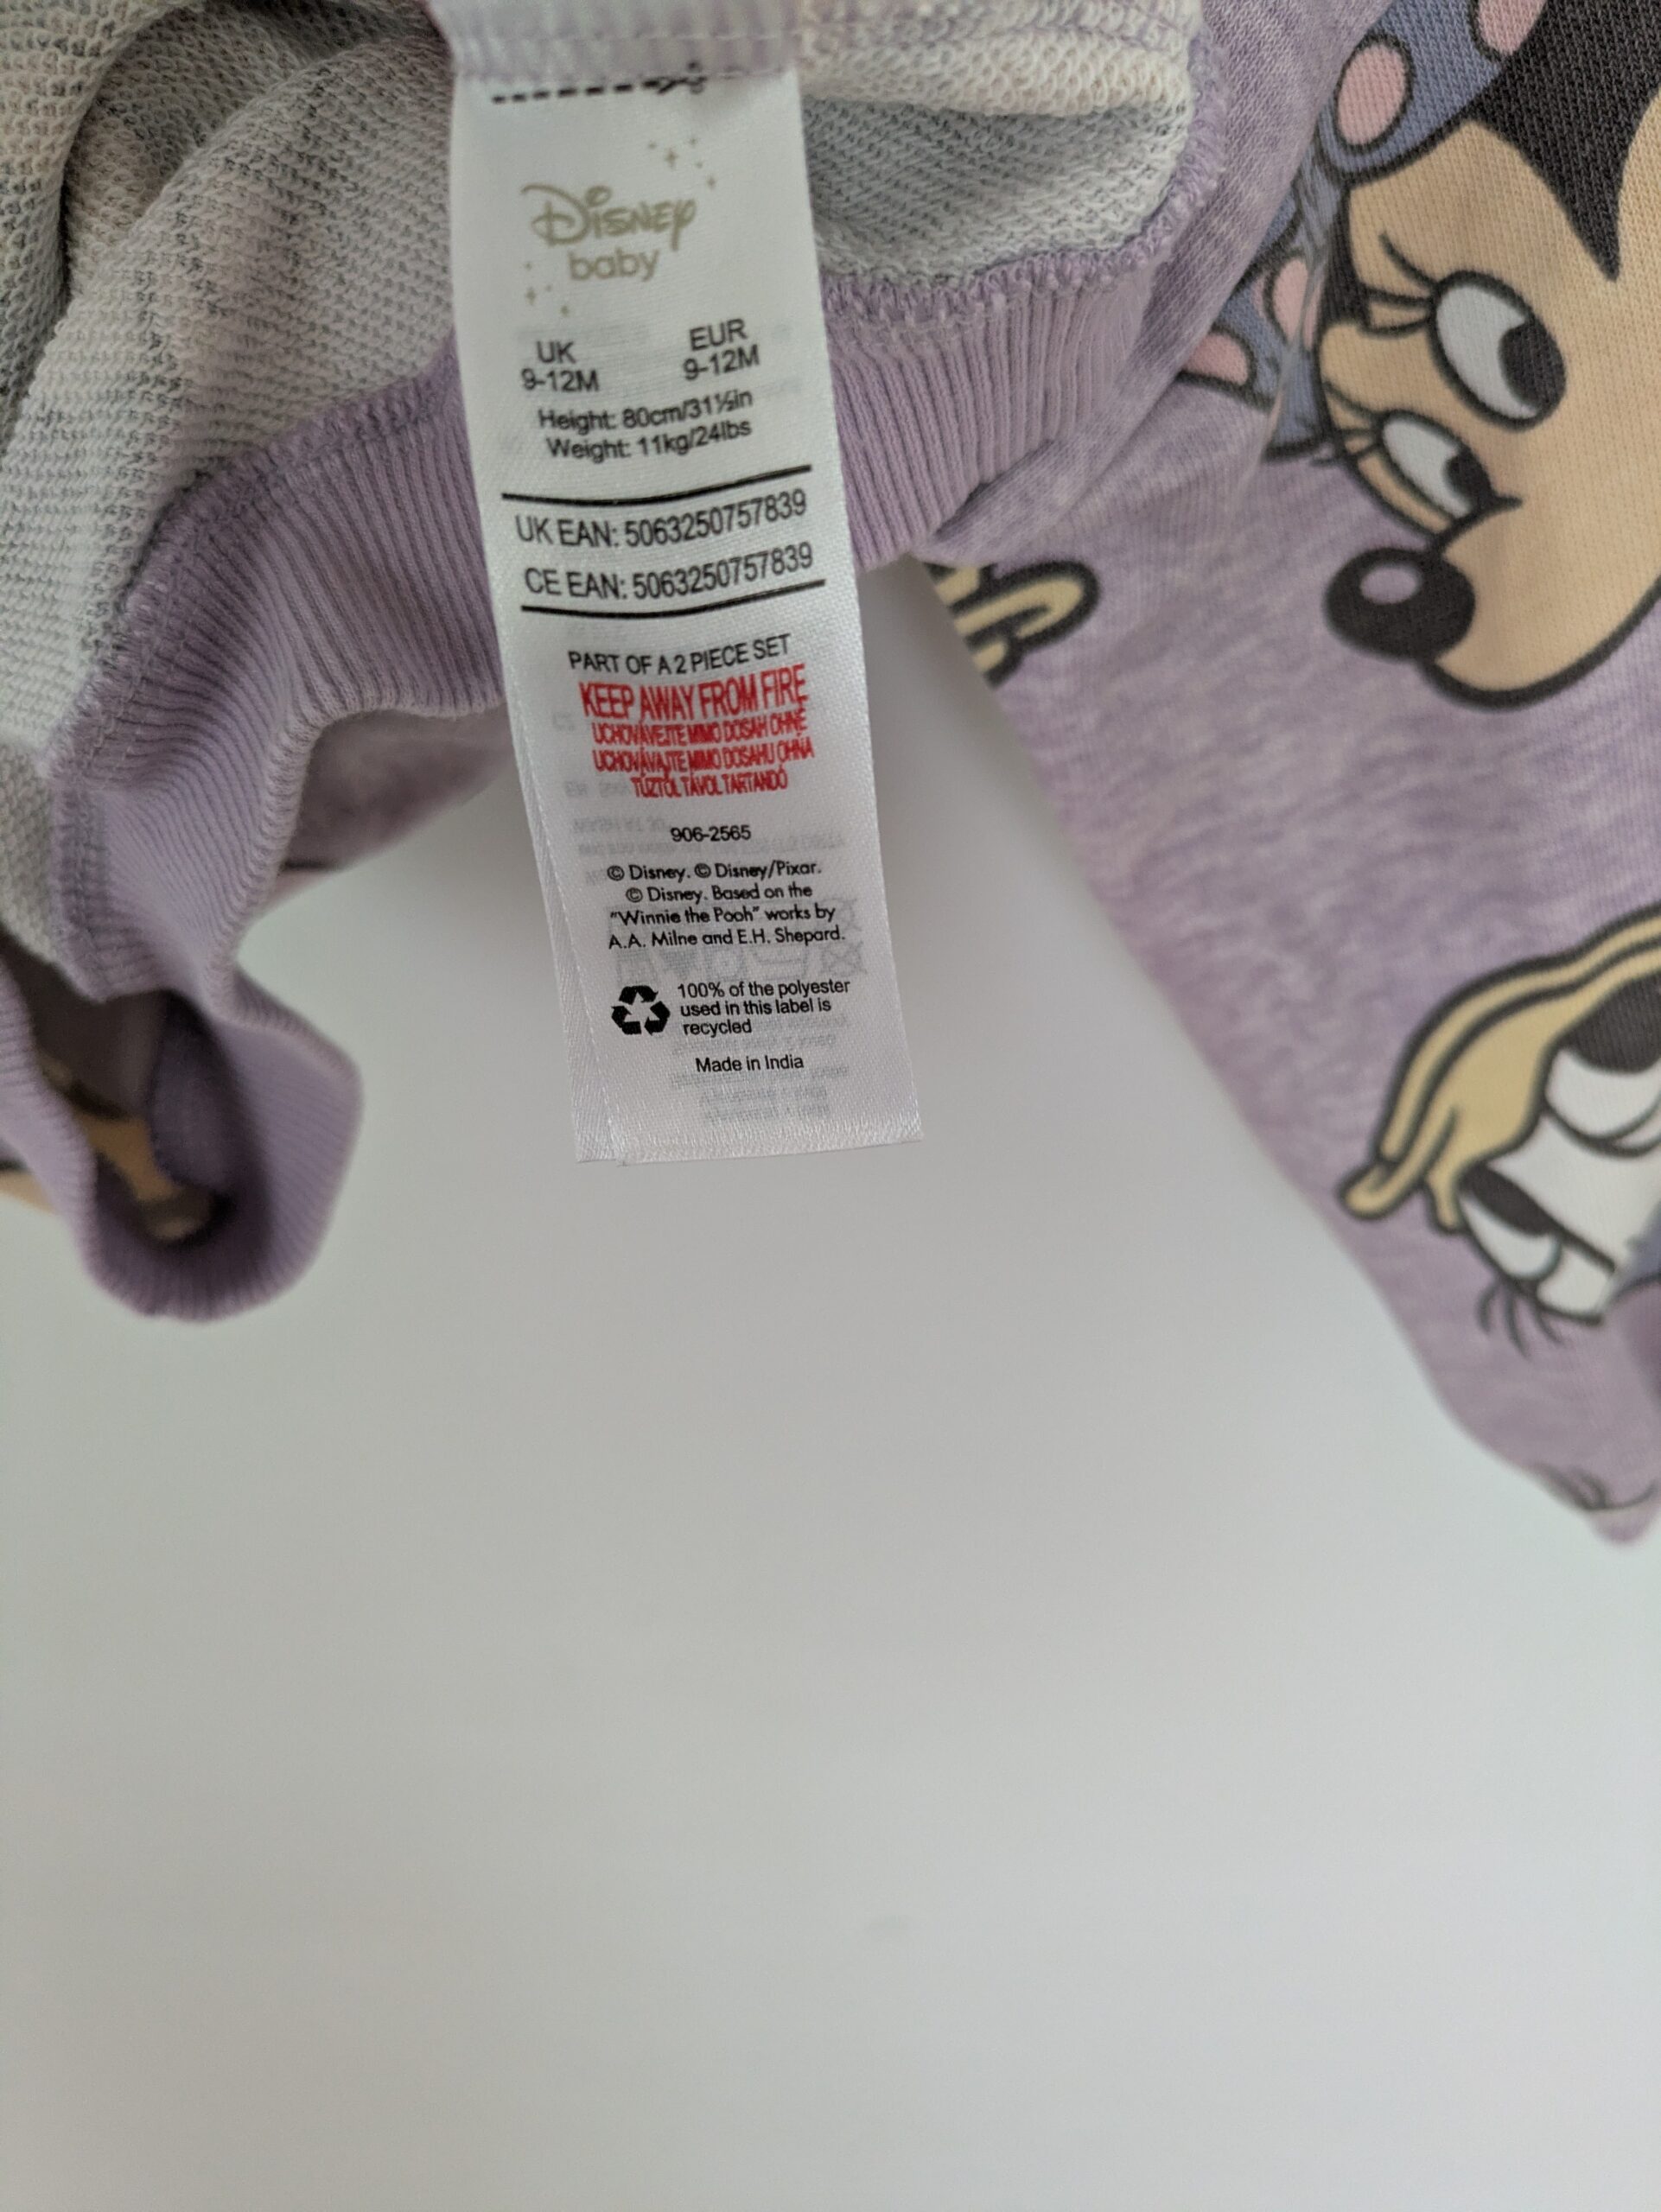 Disney
baby
UK EUR
9-12M 9-12M
Height: 80cm/31½in
Weight: 11kg/24lbs
UK EAN: 5063250757839
CE EAN: 5063250757839
PART OF A 2 PIECE SET
KEEP AWAY FROM FIRE
UCHOVÁVEJTE MIMO DOSAH OHNĚ
UCHOVÁVAJTE MIMO DOSAHU OHŇA
TŰZTŐL TÁVOL TARTANDÓ
906-2565
© Disney. © Disney/Pixar.
© Disney. Based on the
"Winnie the Pooh" works by
A.A. Milne and E.H. Shepard.
100% of the polyester
used in this label is
recycled
Made in India